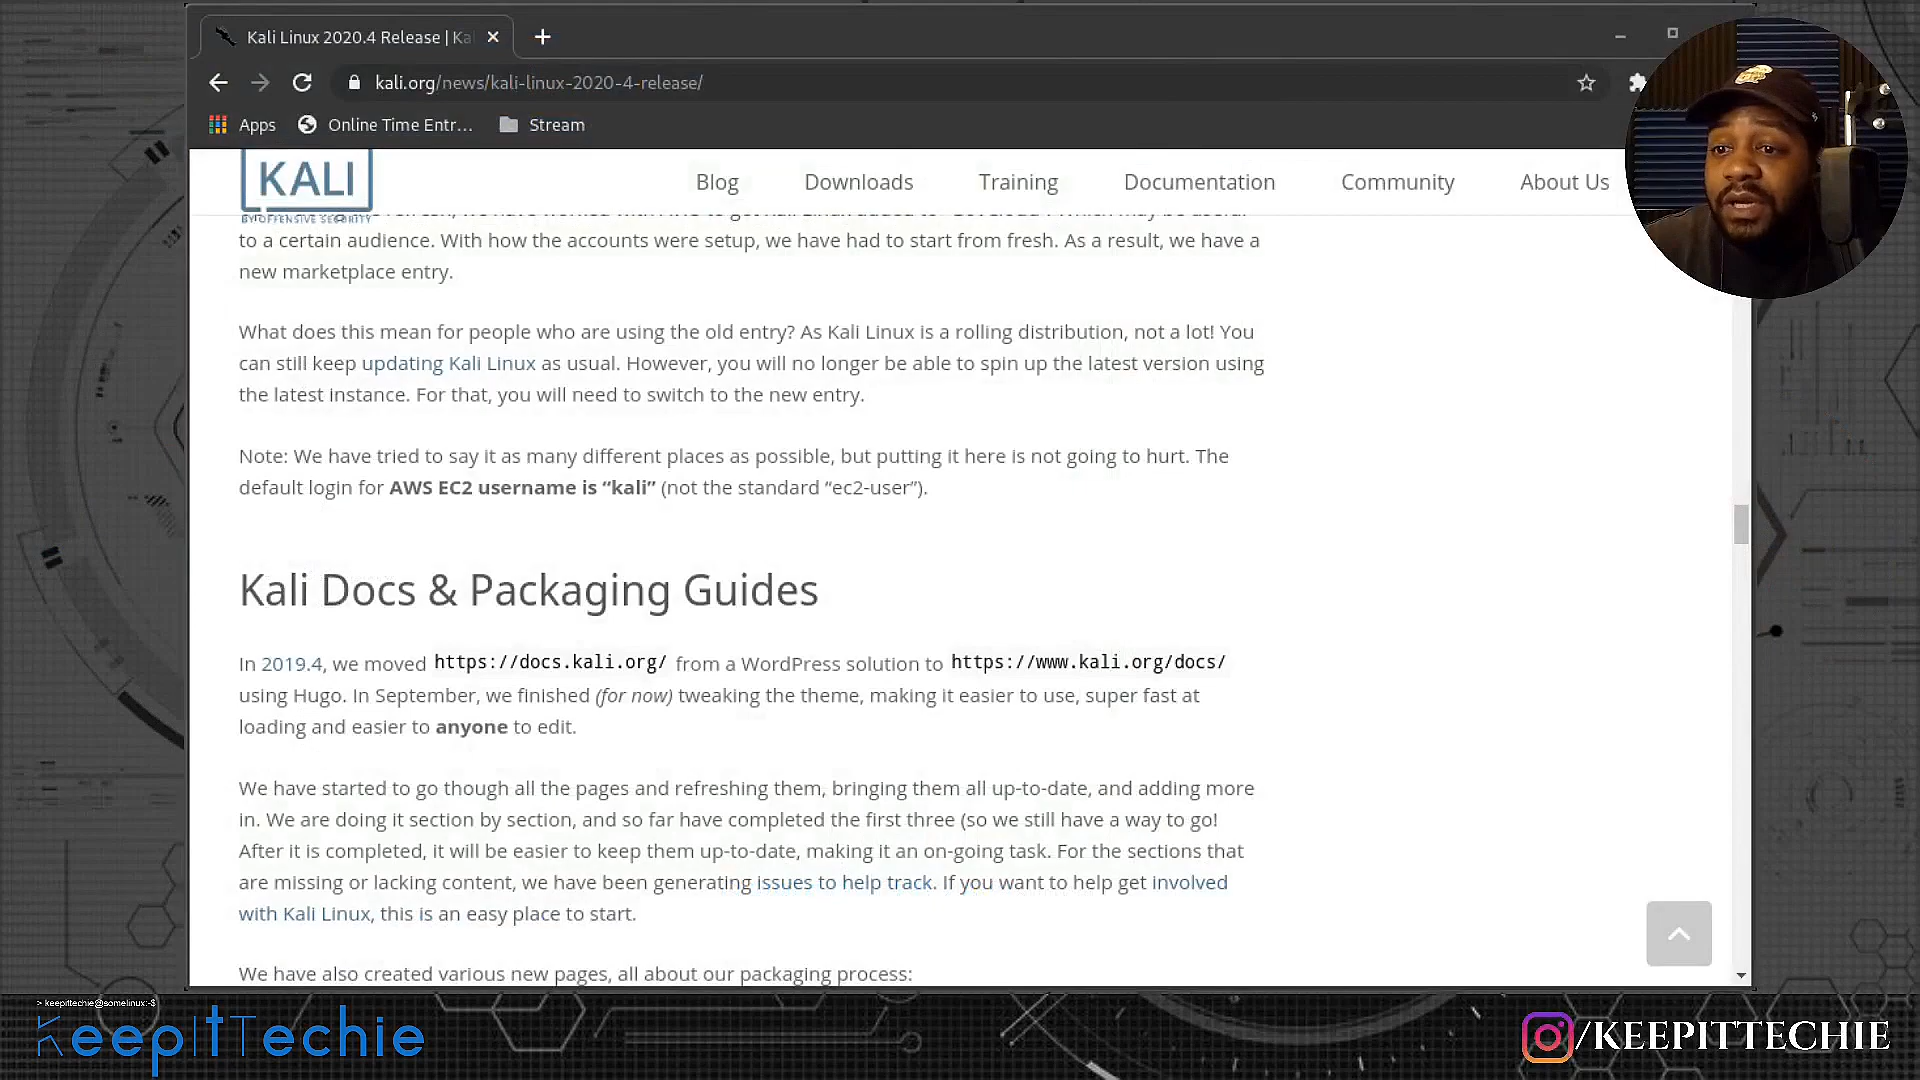 Kali Linux 2020.4 Release | Ka
kali.org/news/kali-linux-2020-4-release/
Apps
Online Time Entr...
Stream
KALI
BY OFFENSIVE SECURITY
Blog
Downloads
Training
Documentation
Community
About Us
to a certain audience. With how the accounts were setup, we have had to start from fresh. As a result, we have a
new marketplace entry.
What does this mean for people who are using the old entry? As Kali Linux is a rolling distribution, not a lot! You
can still keep updating Kali Linux as usual. However, you will no longer be able to spin up the latest version using
the latest instance. For that, you will need to switch to the new entry.
Note: We have tried to say it as many different places as possible, but putting it here is not going to hurt. The
default login for AWS EC2 username is “kali” (not the standard “ec2-user”).
Kali Docs & Packaging Guides
In 2019.4, we moved https://docs.kali.org/ from a WordPress solution to https://www.kali.org/docs/
using Hugo. In September, we finished (for now) tweaking the theme, making it easier to use, super fast at
loading and easier to anyone to edit.
We have started to go though all the pages and refreshing them, bringing them all up-to-date, and adding more
in. We are doing it section by section, and so far have completed the first three (so we still have a way to go!
After it is completed, it will be easier to keep them up-to-date, making it an on-going task. For the sections that
are missing or lacking content, we have been generating issues to help track. If you want to help get involved
with Kali Linux, this is an easy place to start.
We have also created various new pages, all about our packaging process:
> keepittechie@somelinux:~$
KeepItTechie
/KEEPITTECHIE